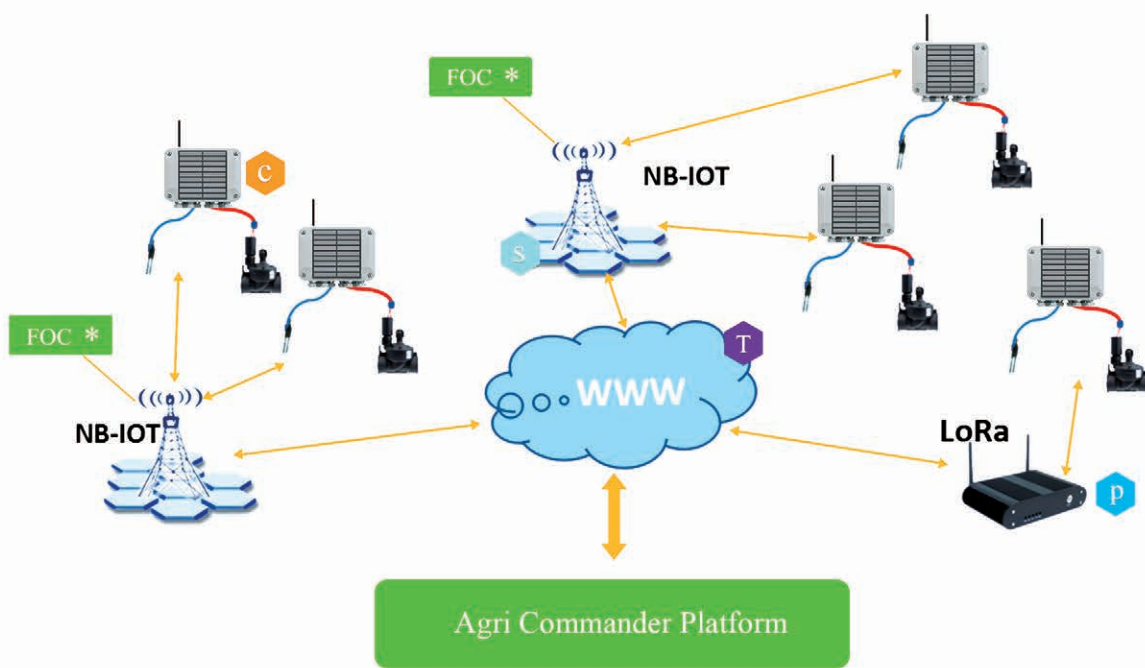 FOC *
NB-IOT
C
S
FOC *
NB-IOT
T
WWW
LoRa
p
Agri Commander Platform